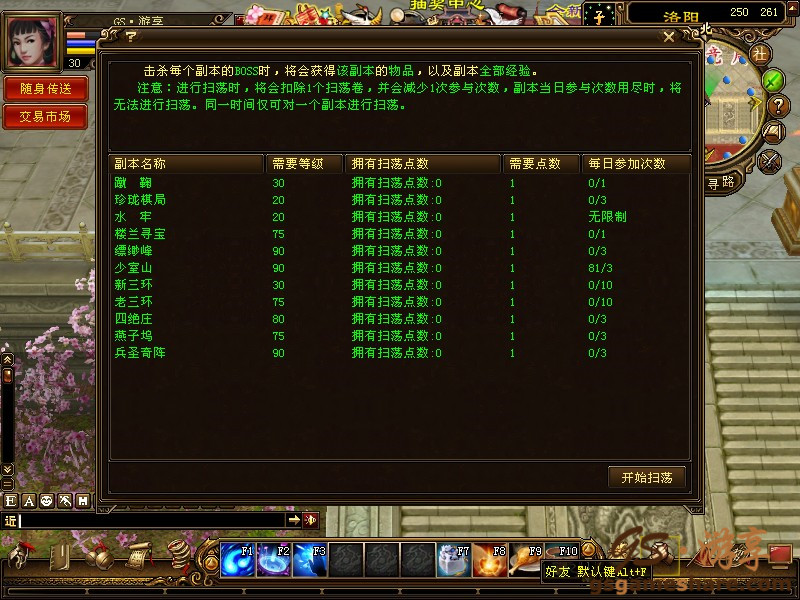 GS·游享
抽奖中心
洛阳
250 261
30
随身传送
交易市场
?
击杀每个副本的BOSS时，将会获得该副本的物品，以及副本全部经验。
注意：进行扫荡时，将会扣除1个扫荡卷，并会减少1次参与次数，副本当日参与次数用尽时，将
无法进行扫荡。同一时间仅可对一个副本进行扫荡。
副本名称 需要等级 拥有扫荡点数 需要点数 每日参加次数
蹴 鞠 30 拥有扫荡点数:0 1 0/1
珍珑棋局 20 拥有扫荡点数:0 1 0/3
水 牢 20 拥有扫荡点数:0 1 无限制
楼兰寻宝 75 拥有扫荡点数:0 1 0/1
缥缈峰 90 拥有扫荡点数:0 1 0/3
少室山 90 拥有扫荡点数:0 1 81/3
新三环 30 拥有扫荡点数:0 1 0/10
老三环 75 拥有扫荡点数:0 1 0/10
四绝庄 80 拥有扫荡点数:0 1 0/3
燕子坞 75 拥有扫荡点数:0 1 0/3
兵圣奇阵 90 拥有扫荡点数:0 1 0/3
开始扫荡
北
社
?
寻路
E A M
近
F1 F2 F3 F7 F8 F9 F10
好友 默认键Alt+F
GS 游享